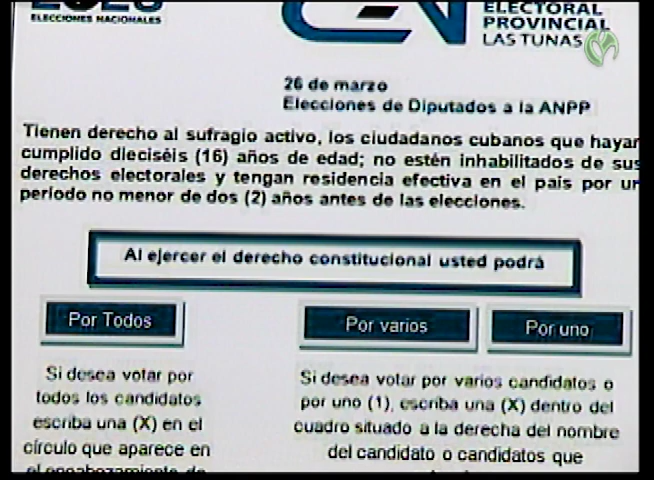 ELECCIONES NACIONALES
ELECTORAL
PROVINCIAL
LAS TUNAS
26 de marzo
Elecciones de Diputados a la ANPP
Tienen derecho al sufragio activo, los ciudadanos cubanos que hayan
cumplido dieciséis (16) años de edad; no estén inhabilitados de sus
derechos electorales y tengan residencia efectiva en el país por un
período no menor de dos (2) años antes de las elecciones.
Al ejercer el derecho constitucional usted podrá
Por Todos
Por varios
Por uno
Si desea votar por
todos los candidatos
escriba una (X) en el
círculo que aparece en
el encabezamiento de
Si desea votar por varios candidatos o
por uno (1), escriba una (X) dentro del
cuadro situado a la derecha del nombre
del candidato o candidatos que